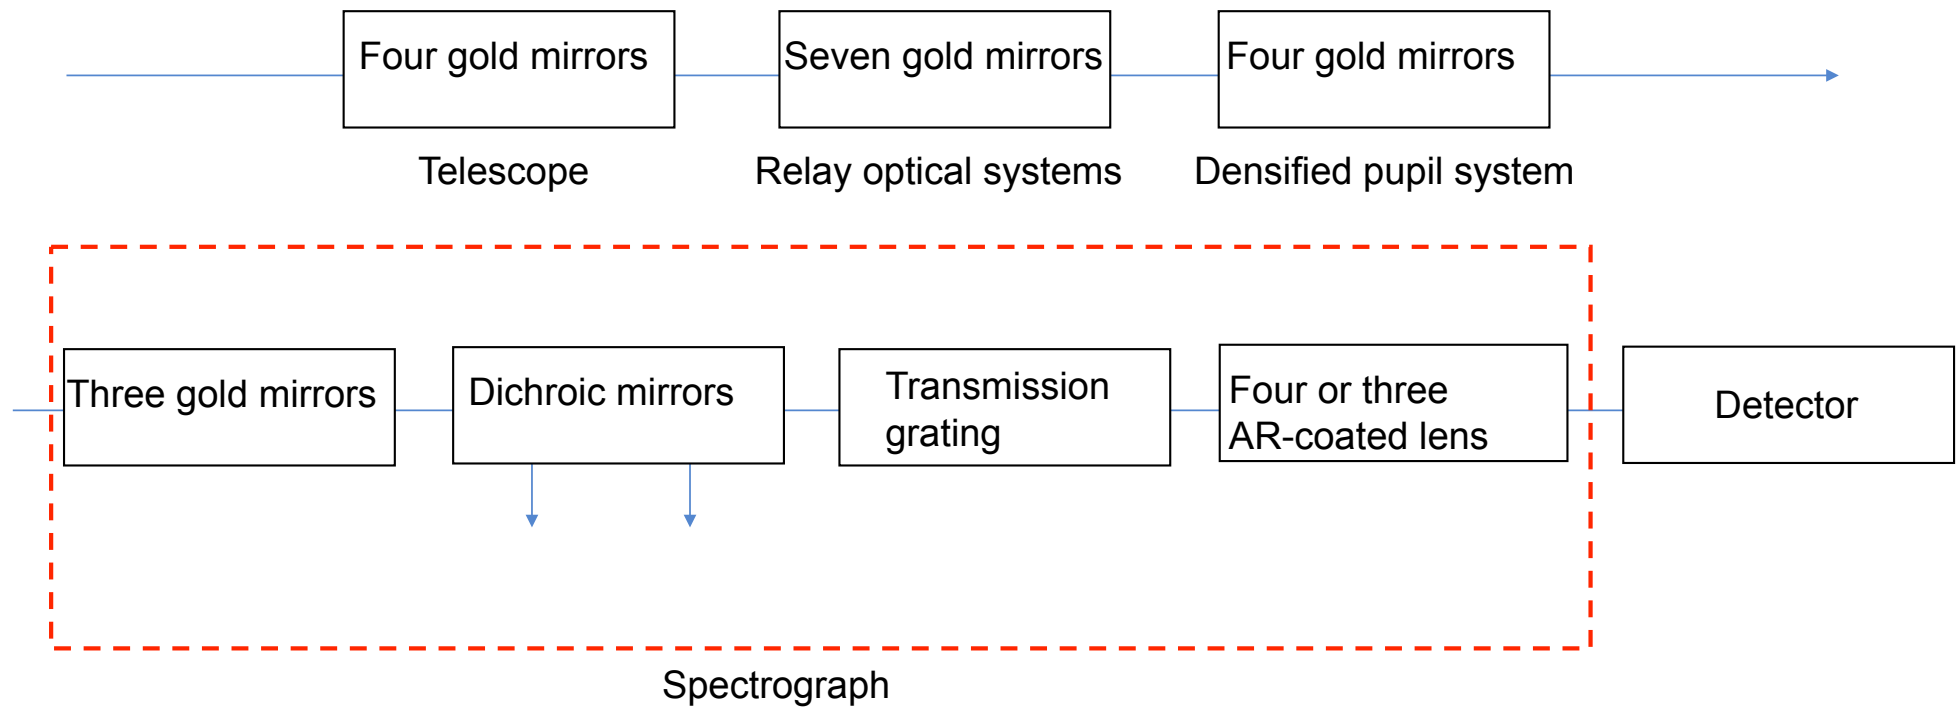 Four gold mirrors
Seven gold mirrors
Four gold mirrors
Telescope
Relay optical systems
Densified pupil system
Three gold mirrors
Dichroic mirrors
Transmission
grating
Four or three
AR-coated lens
Detector
Spectrograph